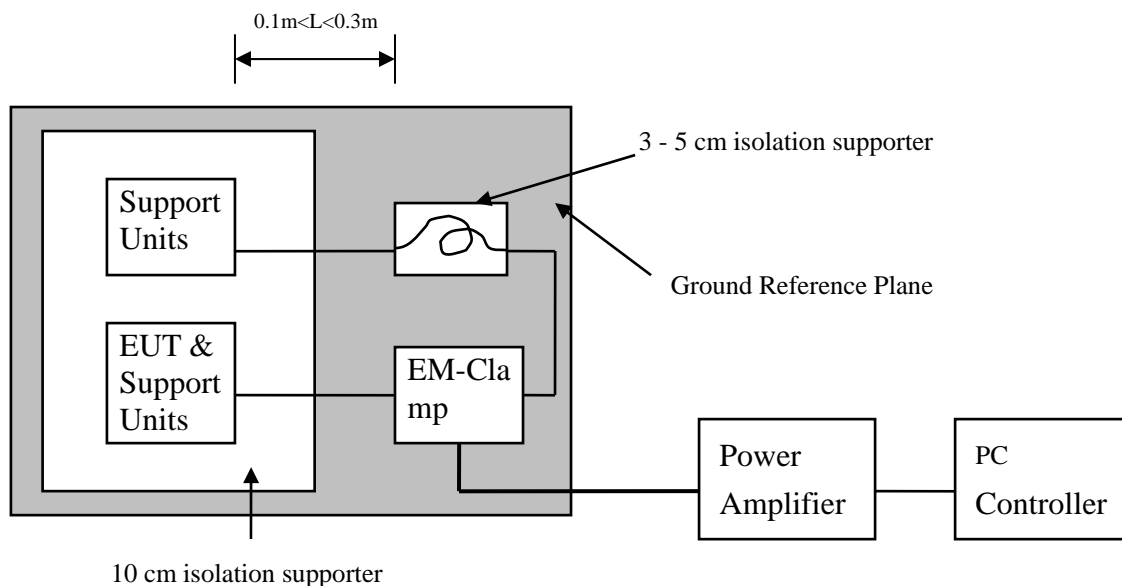 0.1m<L<0.3m
3 - 5 cm isolation supporter
Support
Units
Ground Reference Plane
EUT &
Support
Units
EM-Cla
mp
Power
Amplifier
PC
Controller
10 cm isolation supporter